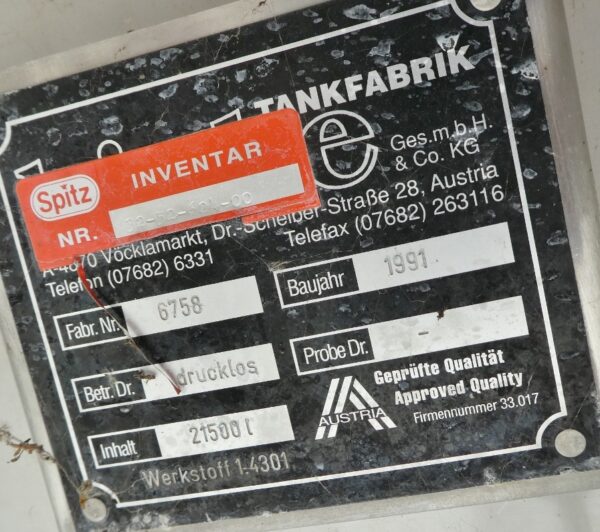 TANKFABRIK
Ges.m.b.H.
& Co. KG
Spitz
INVENTAR
NR.
A-4870 Vöcklamarkt, Dr.-Scheiber-Straße 28, Austria
Telefon (07682) 6331
Telefax (07682) 263116
Fabr. Nr. 6758
Baujahr 1991
Betr. Dr. drucklos
Probe Dr.
Inhalt 21500 l
AUSTRIA
Geprüfte Qualität
Approved Quality
Firmennummer 33.017
Werkstoff 1.4301